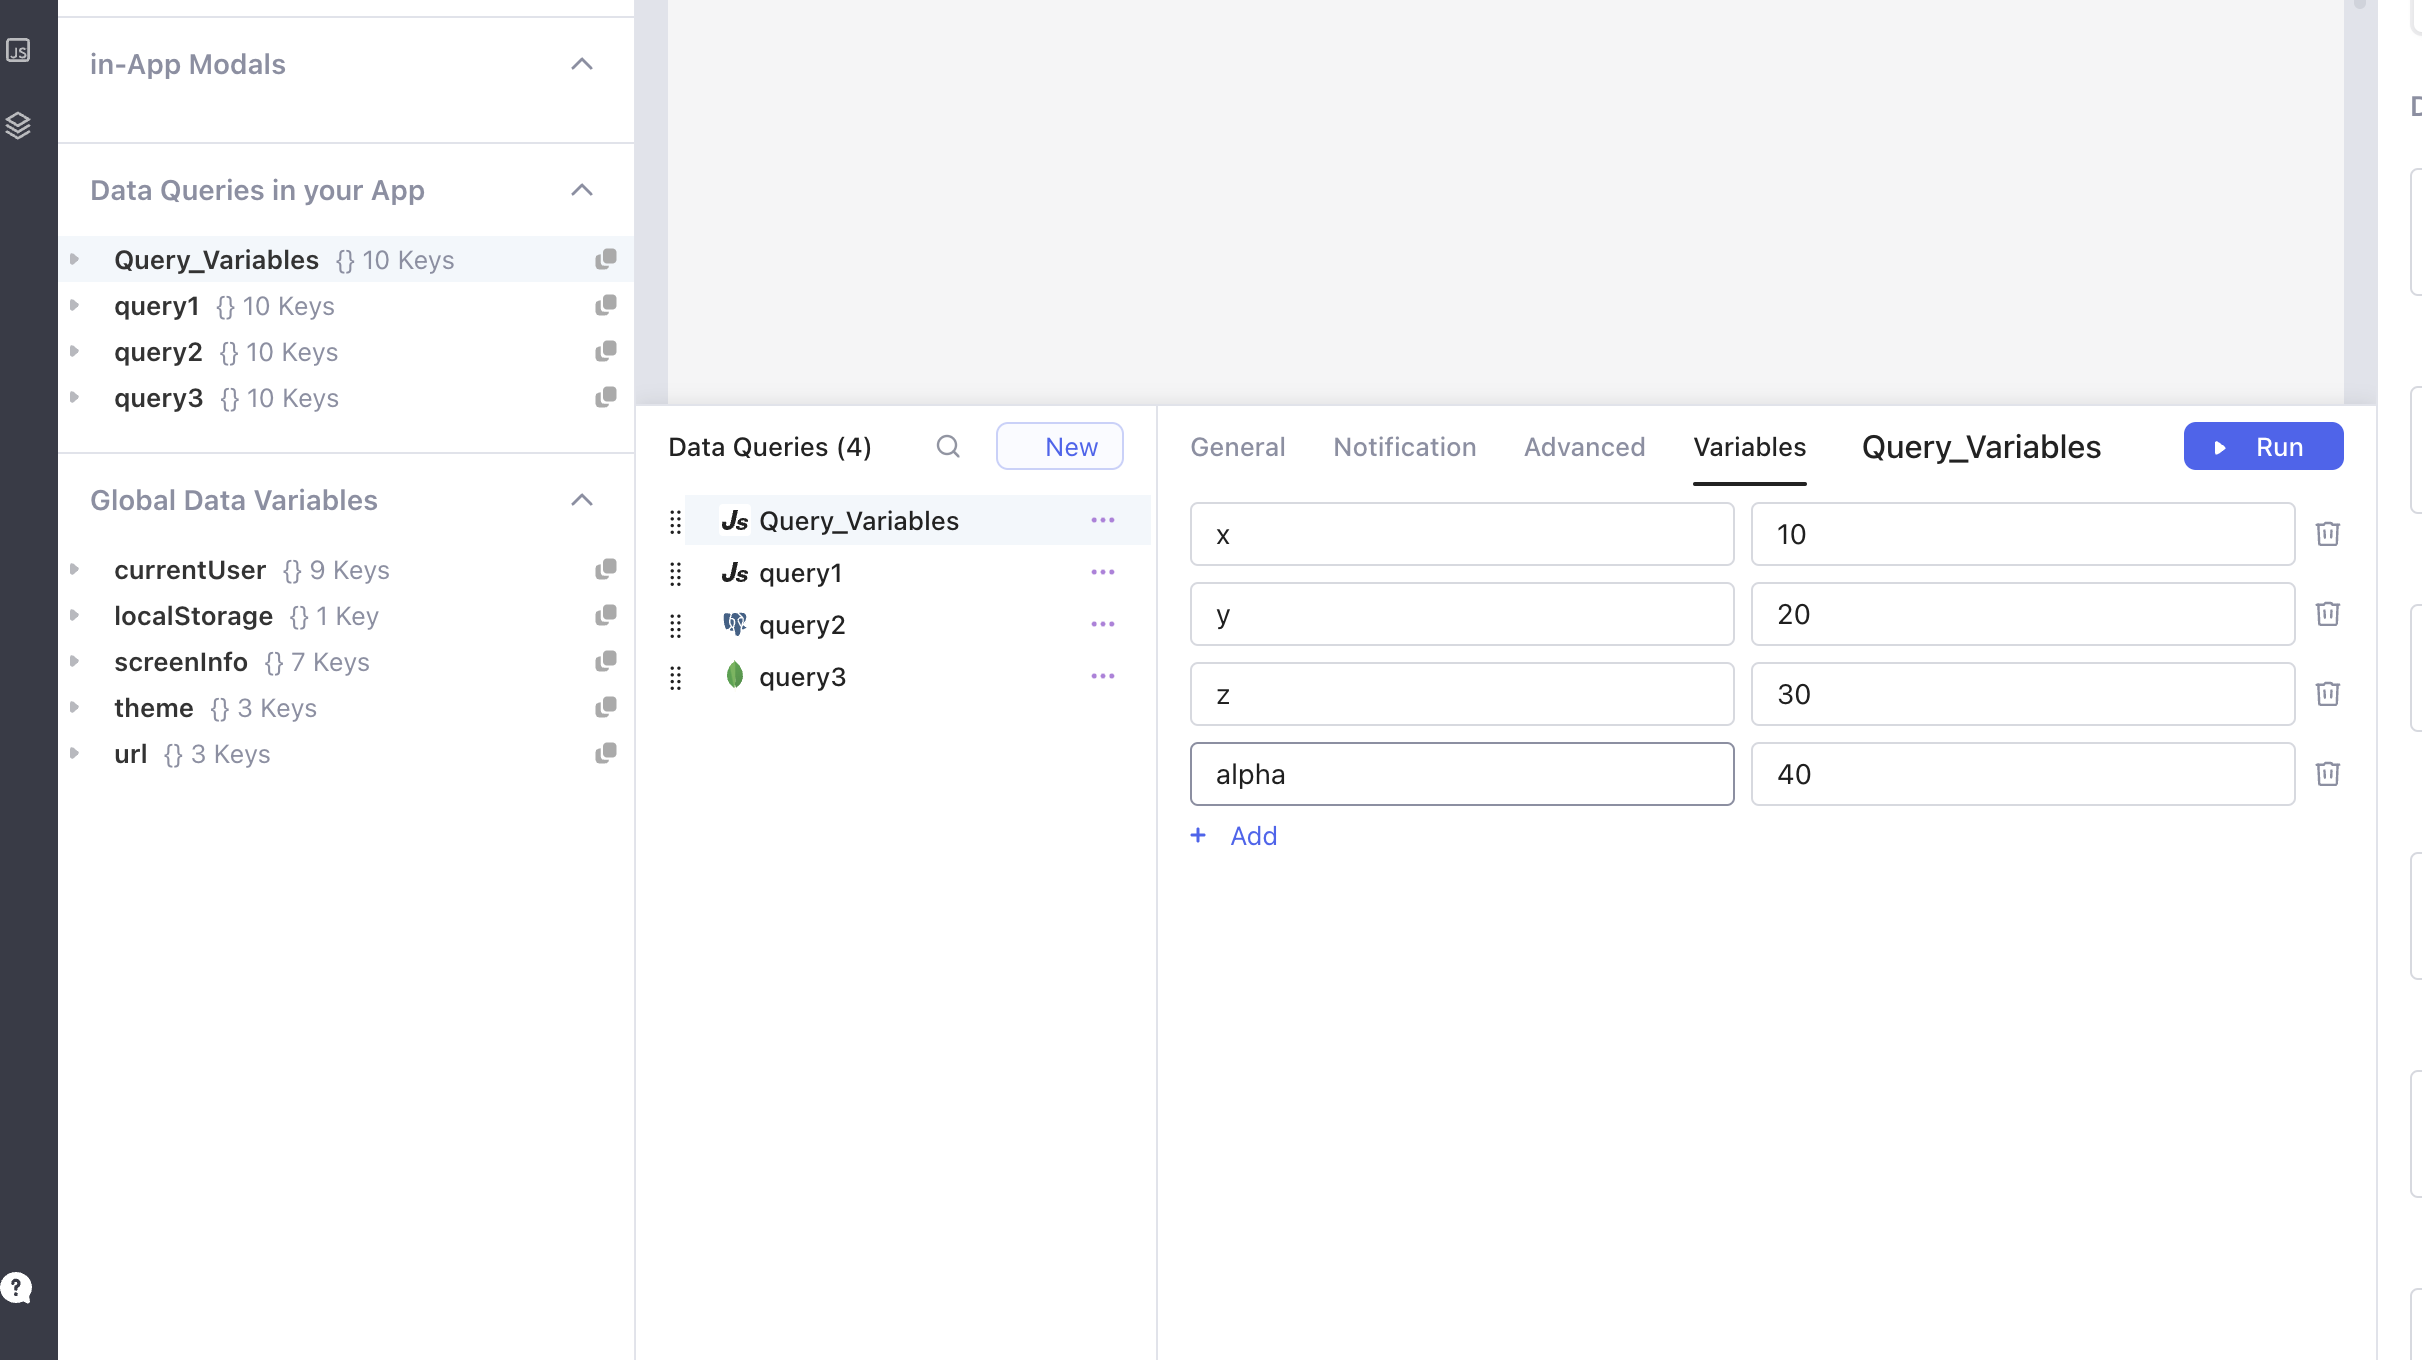 JS
in-App Modals
Data Queries in your App
Query_Variables {} 10 Keys
query1 {} 10 Keys
query2 {} 10 Keys
query3 {} 10 Keys
Global Data Variables
currentUser {} 9 Keys
localStorage {} 1 Key
screenInfo {} 7 Keys
theme {} 3 Keys
url {} 3 Keys
?
Data Queries (4)
New
Js Query_Variables
Js query1
query2
query3
General Notification Advanced Variables Query_Variables Run
x 10
y 20
z 30
alpha 40
+ Add